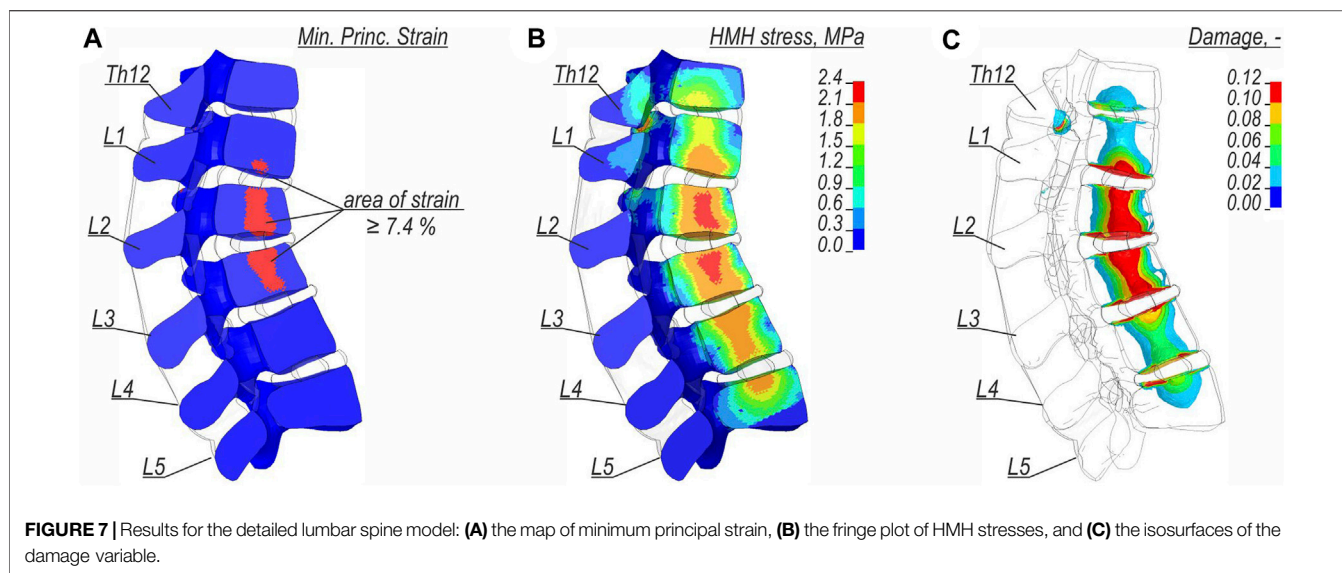 A
Min. Princ. Strain
Th12
L1
L2
L3
L4
L5
area of strain
≥ 7.4 %
B
HMH stress, MPa
Th12
L1
L2
L3
L4
L5
2.4
2.1
1.8
1.5
1.2
0.9
0.6
0.3
0.0
C
Damage, -
Th12
L1
L2
L3
L4
L5
0.12
0.10
0.08
0.06
0.04
0.02
0.00
FIGURE 7 | Results for the detailed lumbar spine model: (A) the map of minimum principal strain, (B) the fringe plot of HMH stresses, and (C) the isosurfaces of the
damage variable.